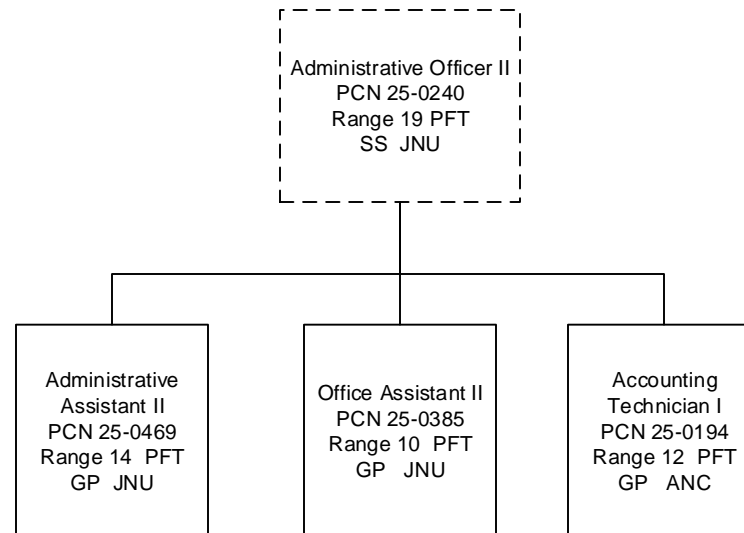 Administrative Officer II
PCN 25-0240
Range 19 PFT
SS JNU
Administrative
Assistant II
PCN 25-0469
Range 14 PFT
GP JNU
Office Assistant II
PCN 25-0385
Range 10 PFT
GP JNU
Accounting
Technician I
PCN 25-0194
Range 12 PFT
GP ANC